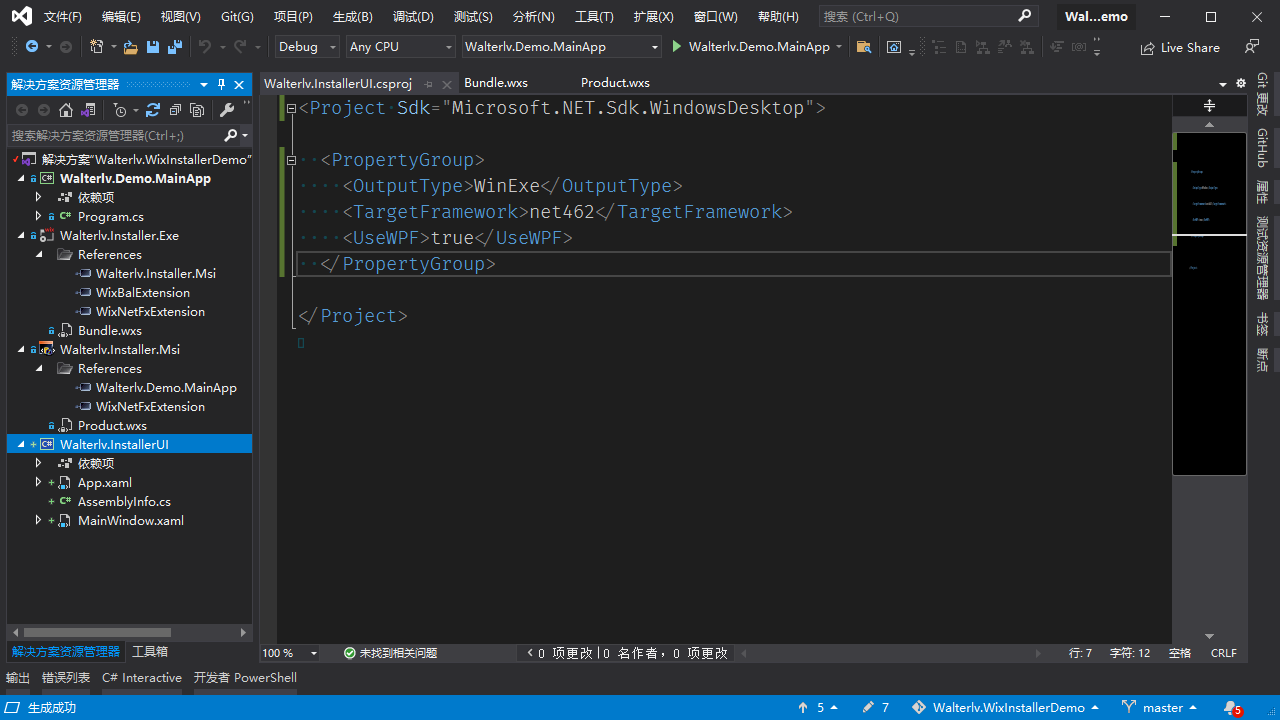 文件(F) 编辑(E) 视图(V) Git(G) 项目(P) 生成(B) 调试(D) 测试(S) 分析(N) 工具(T) 扩展(X) 窗口(W) 帮助(H) 搜索 (Ctrl+Q) Wal...emo
Debug Any CPU Walterlv.Demo.MainApp Walterlv.Demo.MainApp Live Share
解决方案资源管理器
搜索解决方案资源管理器(Ctrl+;)
解决方案"Walterlv.WixInstallerDemo"
Walterlv.Demo.MainApp
依赖项
Program.cs
Walterlv.Installer.Exe
References
Walterlv.Installer.Msi
WixBalExtension
WixNetFxExtension
Bundle.wxs
Walterlv.Installer.Msi
References
Walterlv.Demo.MainApp
WixNetFxExtension
Product.wxs
Walterlv.InstallerUI
依赖项
App.xaml
AssemblyInfo.cs
MainWindow.xaml
解决方案资源管理器 工具箱
Walterlv.InstallerUI.csproj Bundle.wxs Product.wxs
<Project Sdk="Microsoft.NET.Sdk.WindowsDesktop">
<PropertyGroup>
<OutputType>WinExe</OutputType>
<TargetFramework>net462</TargetFramework>
<UseWPF>true</UseWPF>
</PropertyGroup>
</Project>
100 % 未找到相关问题 0 项更改 | 0 名作者, 0 项更改 行: 7 字符: 12 空格 CRLF
Git 更改
GitHub
属性
测试资源管理器
书签
断点
输出 错误列表 C# Interactive 开发者 PowerShell
生成成功 5 7 Walterlv.WixInstallerDemo master 5